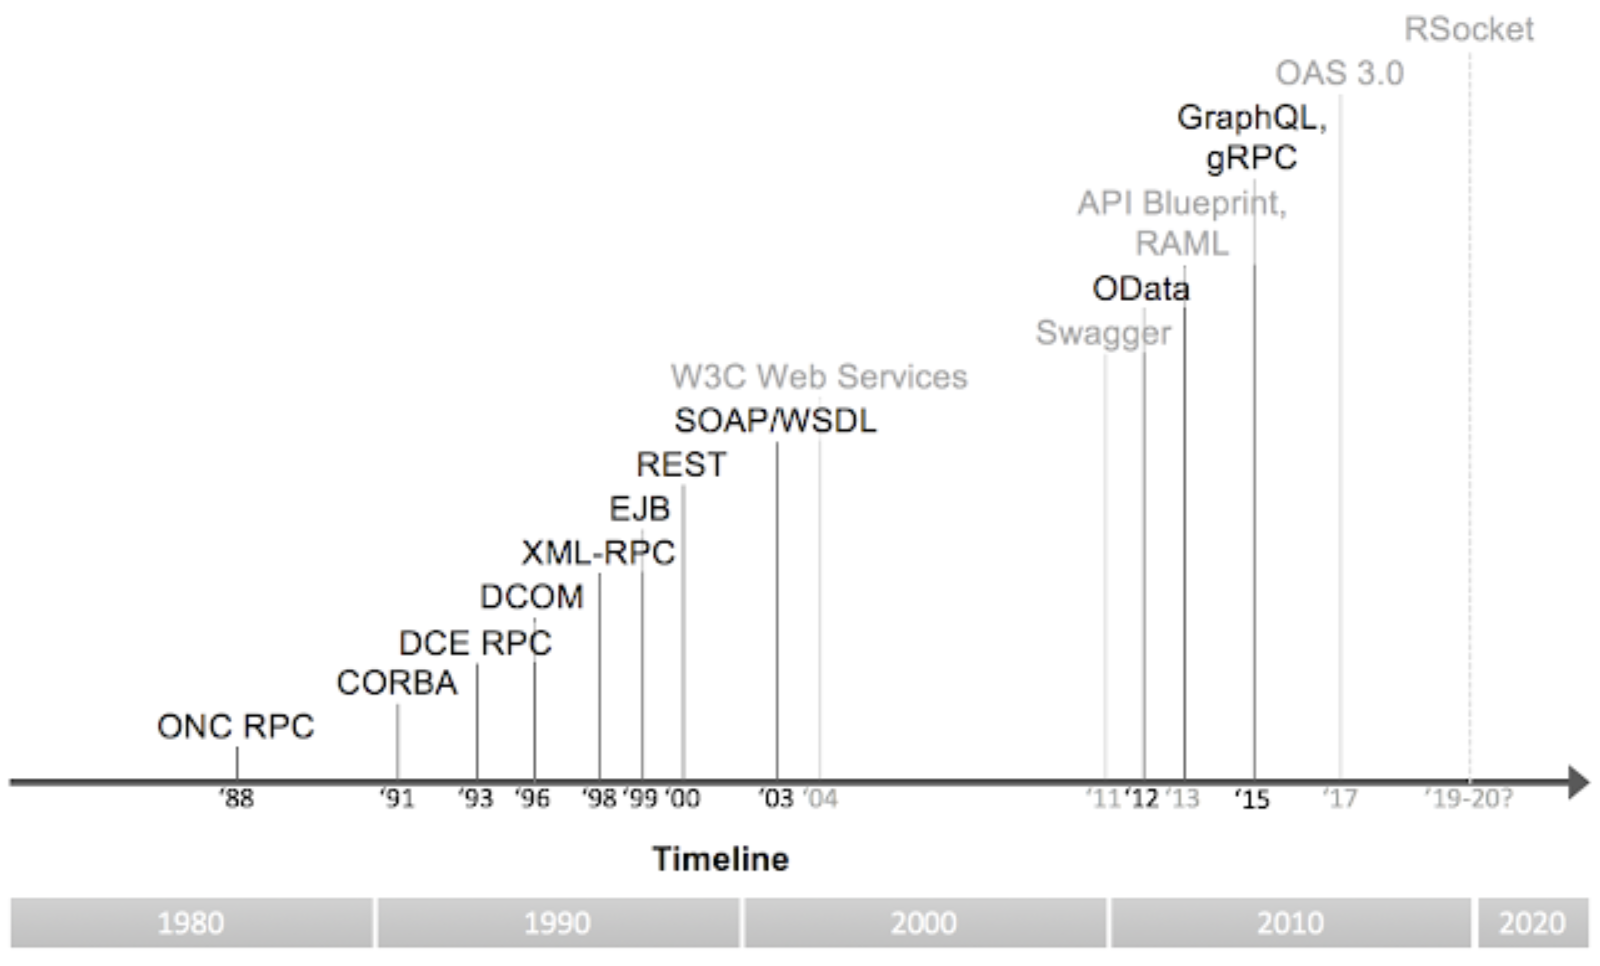 RSocket
OAS 3.0
GraphQL,
gRPC
API Blueprint,
RAML
OData
Swagger
W3C Web Services
SOAP/WSDL
REST
EJB
XML-RPC
DCOM
DCE RPC
CORBA
ONC RPC
‘88 ‘91 ‘93 ‘96 ‘98 ‘99 ‘00 ‘03 ‘04 ‘11 ‘12 ‘13 ‘15 ‘17 ‘19-20?
Timeline
1980 1990 2000 2010 2020